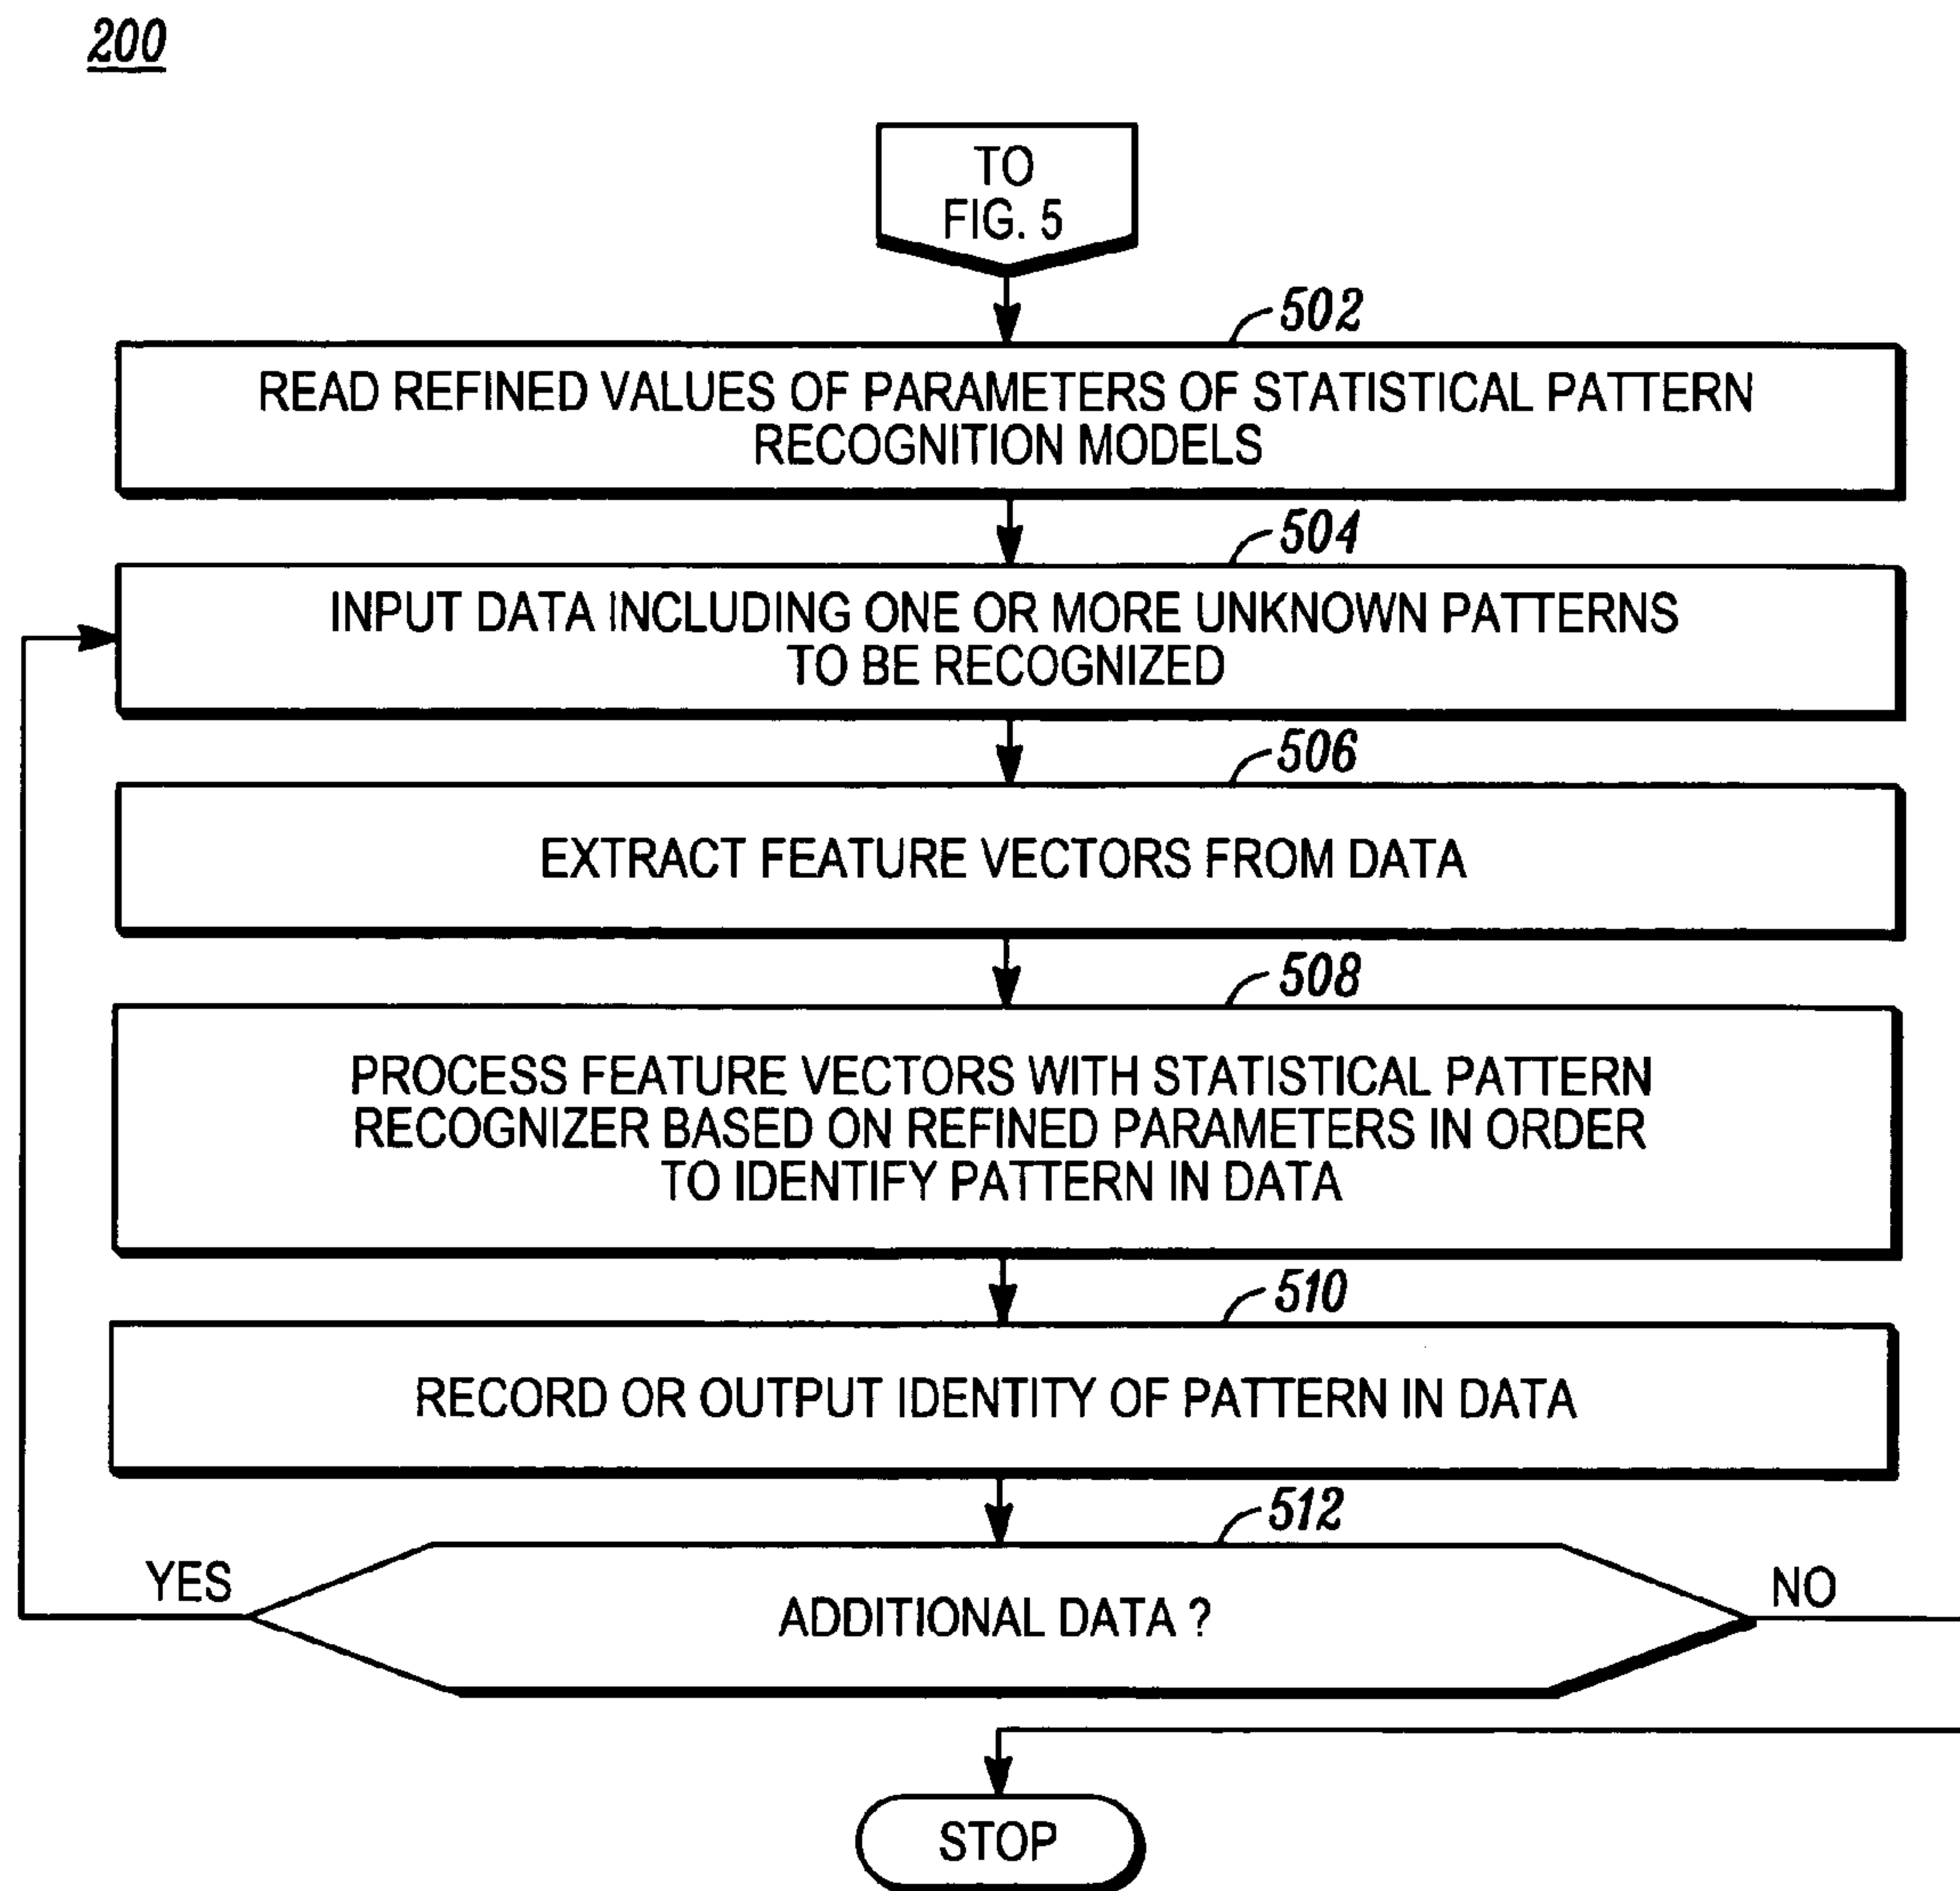 200
TO
FIG. 5
502
READ REFINED VALUES OF PARAMETERS OF STATISTICAL PATTERN
RECOGNITION MODELS
504
INPUT DATA INCLUDING ONE OR MORE UNKNOWN PATTERNS
TO BE RECOGNIZED
506
EXTRACT FEATURE VECTORS FROM DATA
508
PROCESS FEATURE VECTORS WITH STATISTICAL PATTERN
RECOGNIZER BASED ON REFINED PARAMETERS IN ORDER
TO IDENTIFY PATTERN IN DATA
510
RECORD OR OUTPUT IDENTITY OF PATTERN IN DATA
512
YES
ADDITIONAL DATA ?
NO
STOP